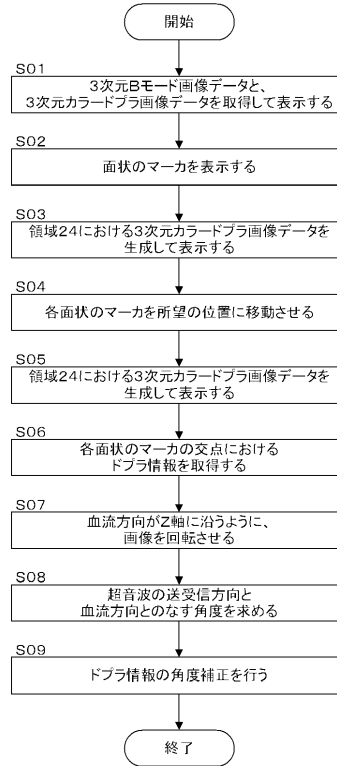 開始
S01
3次元Bモード画像データと、
3次元カラードプラ画像データを取得して表示する
S02
面状のマーカを表示する
S03
領域24における3次元カラードプラ画像データを
生成して表示する
S04
各面状のマーカを所望の位置に移動させる
S05
領域24における3次元カラードプラ画像データを
生成して表示する
S06
各面状のマーカの交点における
ドプラ情報を取得する
S07
血流方向がZ軸に沿うように、
画像を回転させる
S08
超音波の送受信方向と
血流方向とのなす角度を求める
S09
ドプラ情報の角度補正を行う
終了